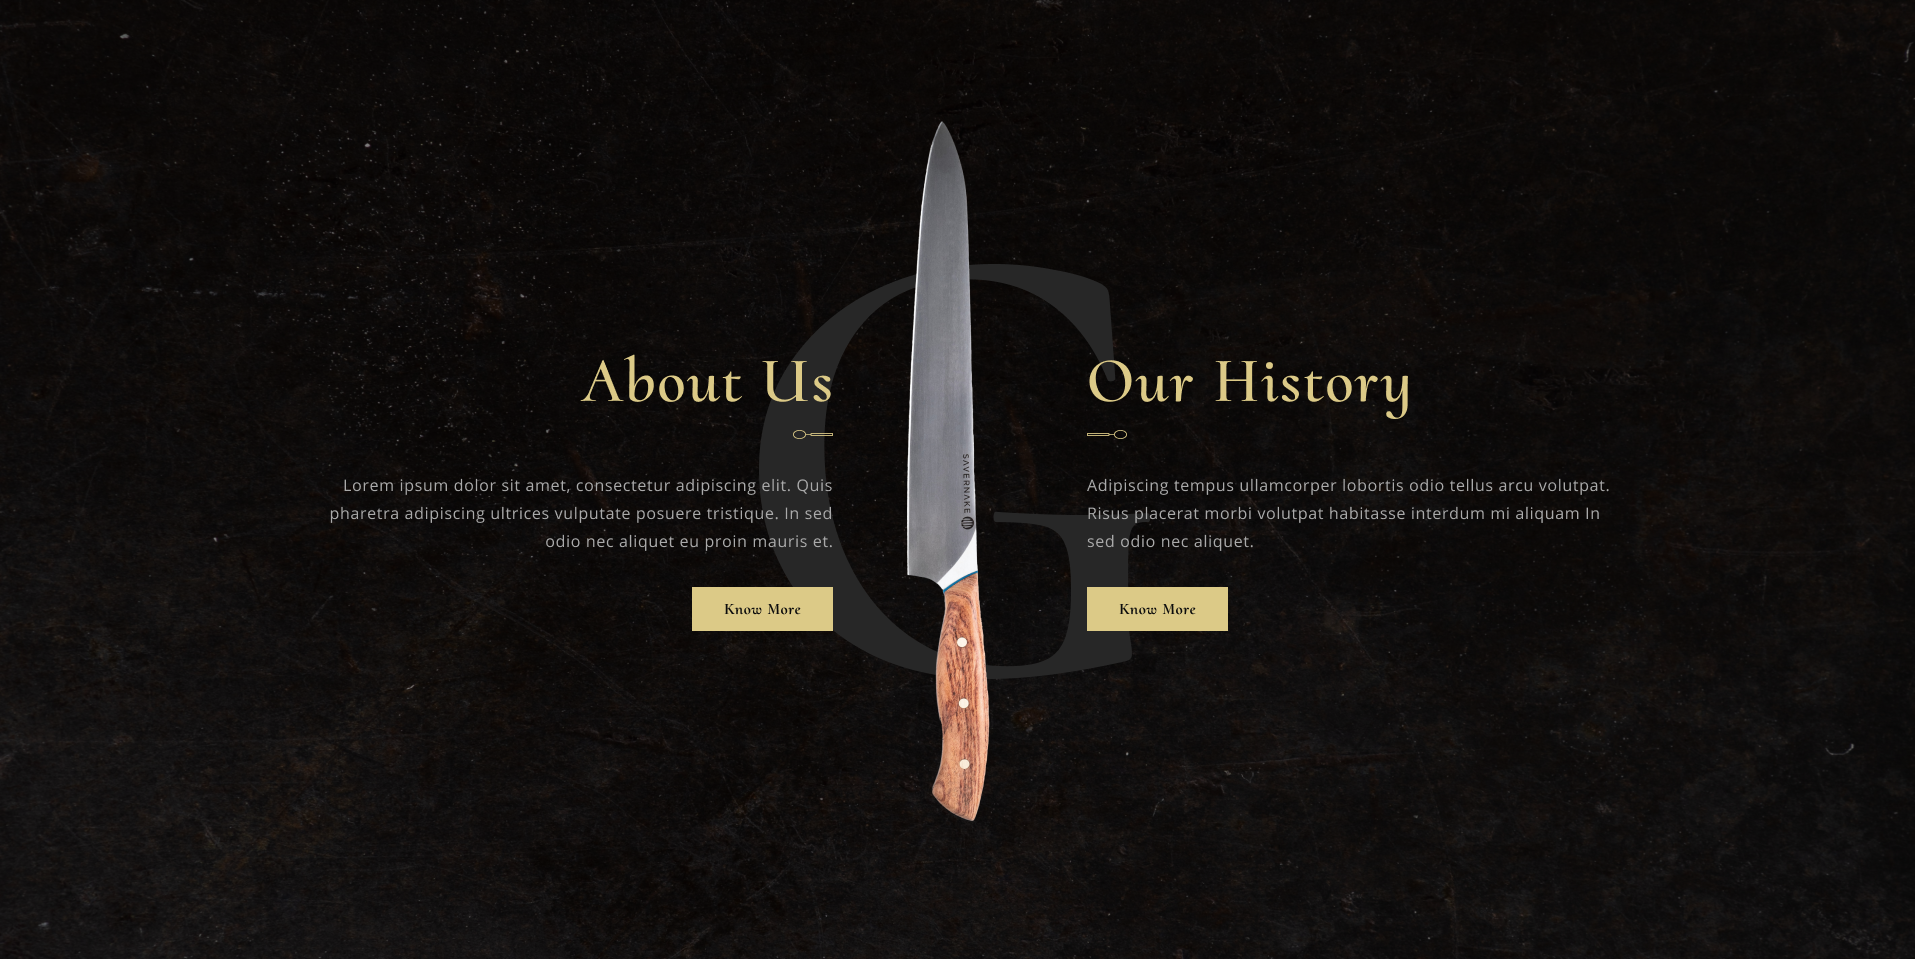 About Us
Lorem ipsum dolor sit amet, consectetur adipiscing elit. Quis
pharetra adipiscing ultrices vulputate posuere tristique. In sed
odio nec aliquet eu proin mauris et.
Know More
G
SAVERNAKE
Our History
Adipiscing tempus ullamcorper lobortis odio tellus arcu volutpat.
Risus placerat morbi volutpat habitasse interdum mi aliquam In
sed odio nec aliquet.
Know More